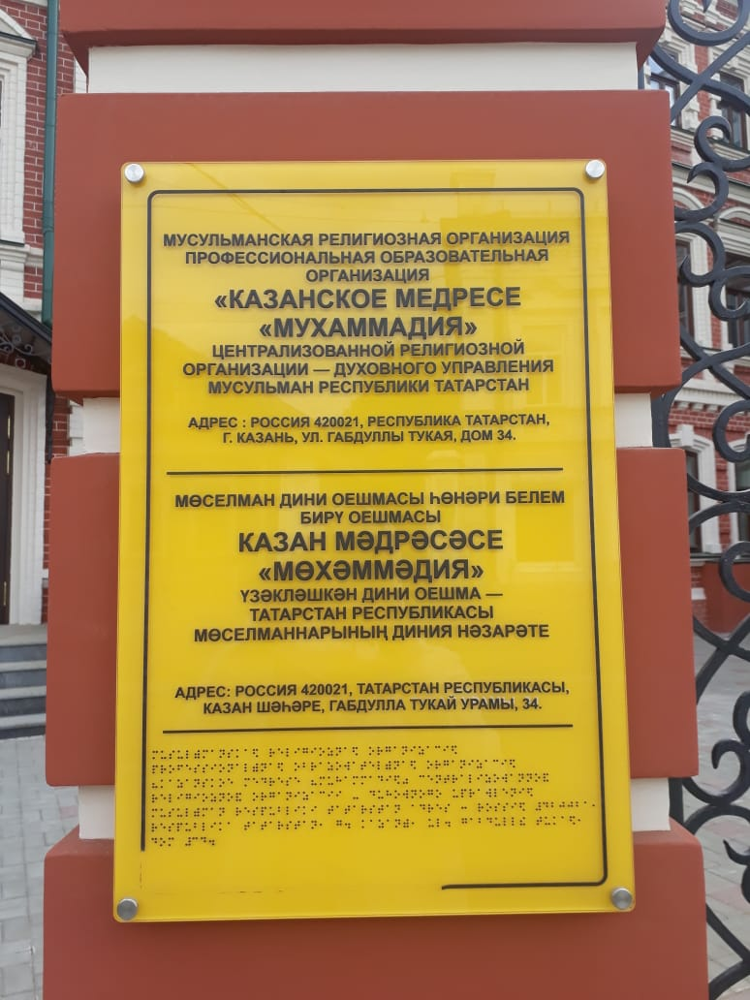 МУСУЛЬМАНСКАЯ РЕЛИГИОЗНАЯ ОРГАНИЗАЦИЯ
ПРОФЕССИОНАЛЬНАЯ ОБРАЗОВАТЕЛЬНАЯ
ОРГАНИЗАЦИЯ
«КАЗАНСКОЕ МЕДРЕСЕ
«МУХАММАДИЯ»
ЦЕНТРАЛИЗОВАННОЙ РЕЛИГИОЗНОЙ
ОРГАНИЗАЦИИ — ДУХОВНОГО УПРАВЛЕНИЯ
МУСУЛЬМАН РЕСПУБЛИКИ ТАТАРСТАН
АДРЕС : РОССИЯ 420021, РЕСПУБЛИКА ТАТАРСТАН,
Г. КАЗАНЬ, УЛ. ГАБДУЛЛЫ ТУКАЯ, ДОМ 34.
МӨСЕЛМАН ДИНИ ОЕШМАСЫ ҺӨНӘРИ БЕЛЕМ
БИРҮ ОЕШМАСЫ
КАЗАН МӘДРӘСӘСЕ
«МӨХӘММӘДИЯ»
ҮЗӘКЛӘШКӘН ДИНИ ОЕШМА —
ТАТАРСТАН РЕСПУБЛИКАСЫ
МӨСЕЛМАННАРЫНЫҢ ДИНИЯ НӘЗАРӘТЕ
АДРЕС: РОССИЯ 420021, ТАТАРСТАН РЕСПУБЛИКАСЫ,
КАЗАН ШӘҺӘРЕ, ГАБДУЛЛА ТУКАЙ УРАМЫ, 34.